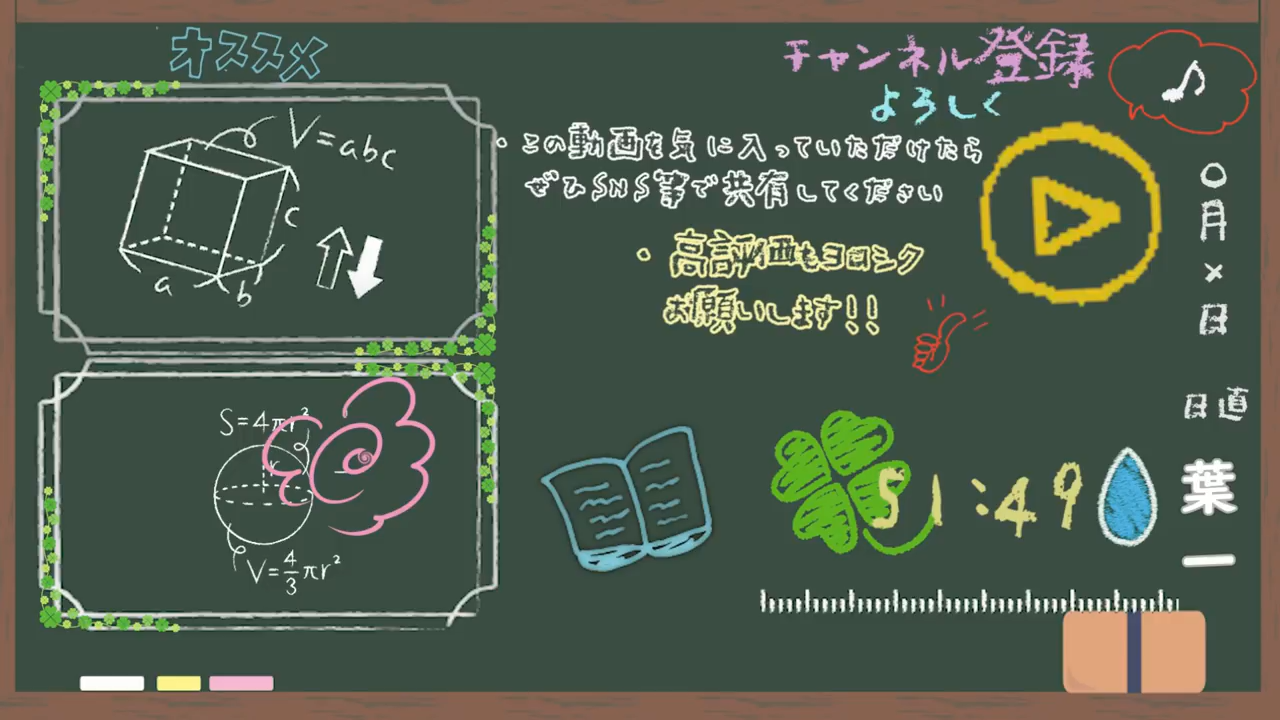 オススメ
V=abc
c
a
b
S=4πr²
r
V=4/3 πr²
チャンネル登録
よろしく
・この動画を気に入っていただけたら
ぜひSNS等で共有してください
・高評価もヨロシク
お願いします!!
51:49
〇月×日
日直
葉一